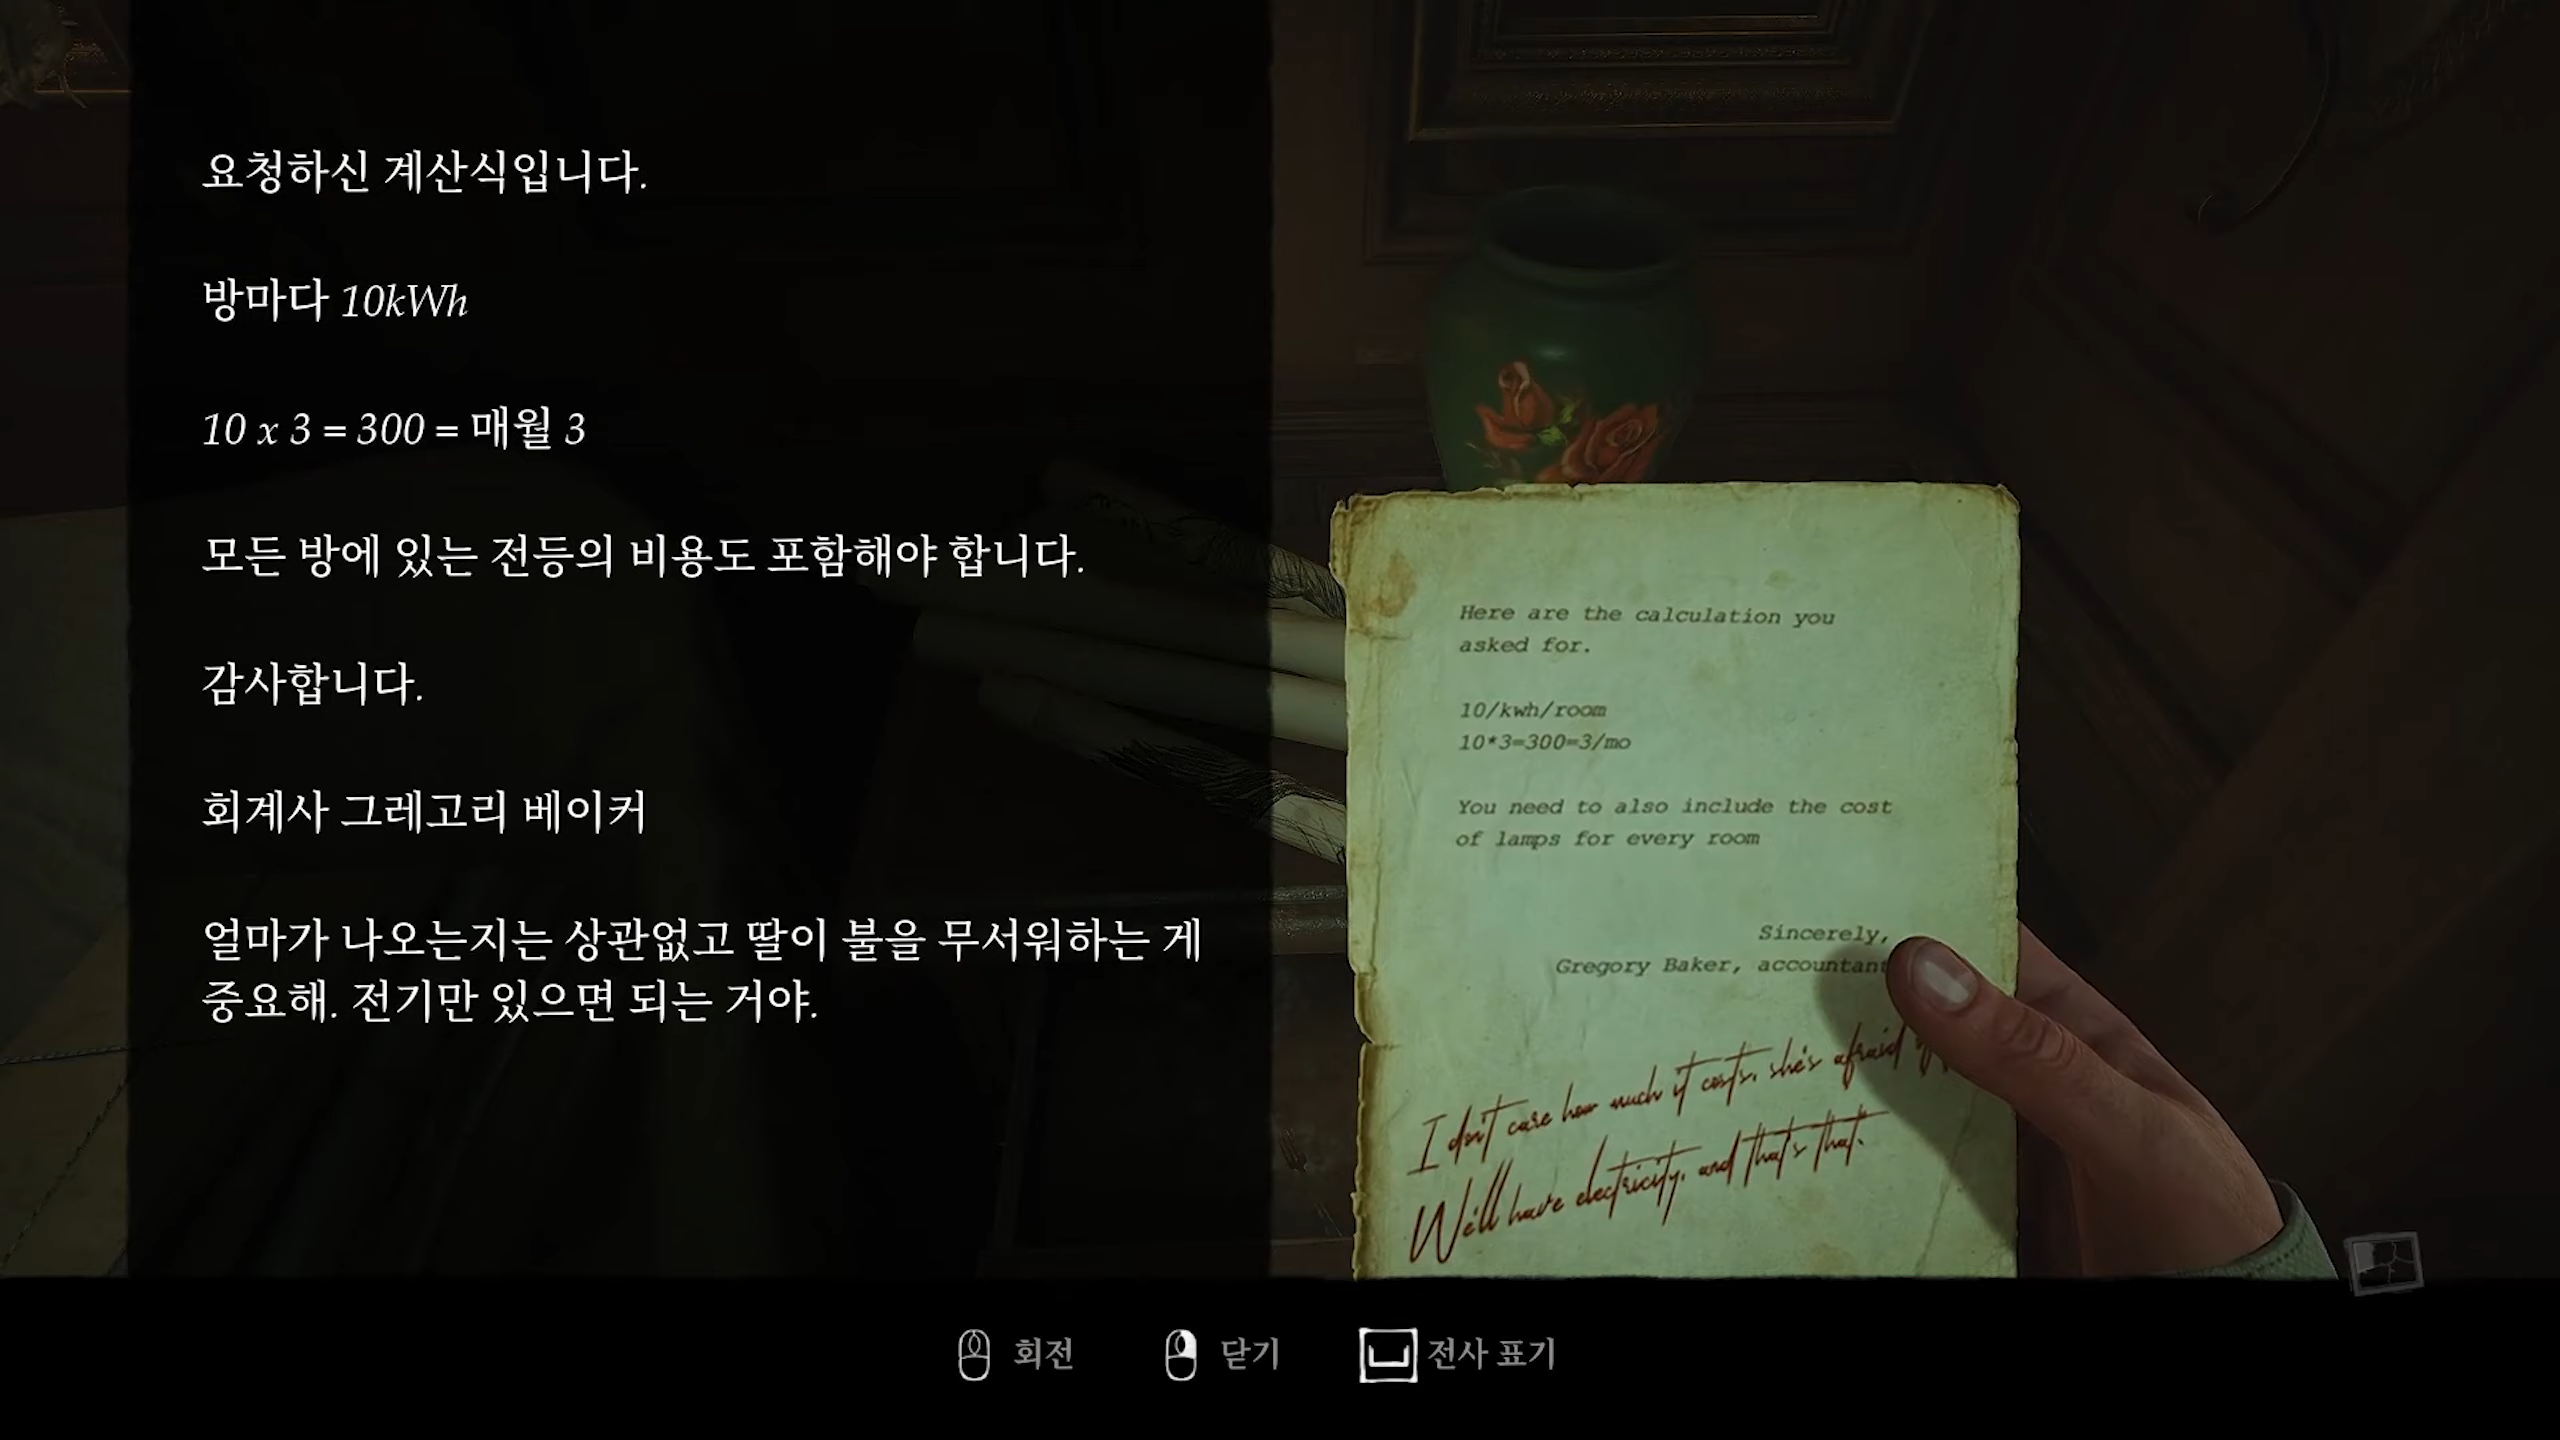 요청하신 계산식입니다.
방마다 10kWh
10 x 3 = 300 = 매월 3
모든 방에 있는 전등의 비용도 포함해야 합니다.
감사합니다.
회계사 그레고리 베이커
얼마가 나오는지는 상관없고 딸이 불을 무서워하는 게
중요해. 전기만 있으면 되는 거야.
Here are the calculation you
asked for.
10/kwh/room
10*3=300=3/mo
You need to also include the cost
of lamps for every room
Sincerely,
Gregory Baker, accountant
I don't care how much it costs, she's afraid
We'll have electricity, and that's that.
회전
닫기
전사 표기